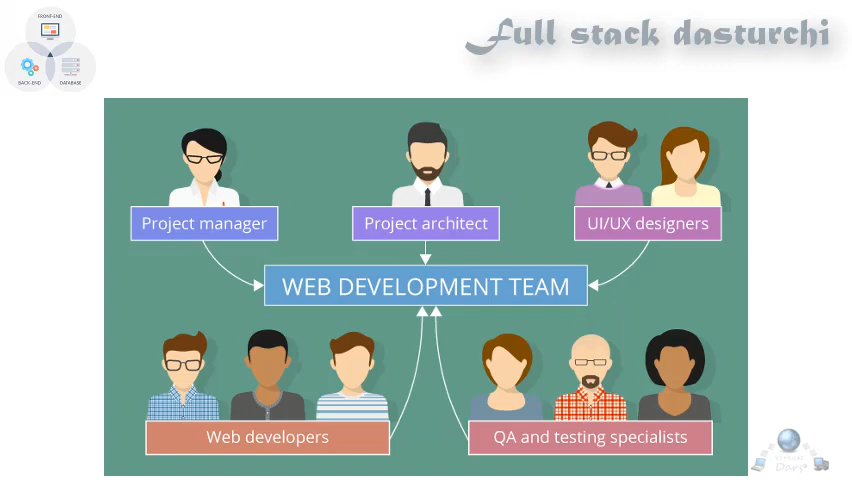 FRONT-END
BACK-END
DATABASE
Full stack dasturchi
Project manager
Project architect
UI/UX designers
WEB DEVELOPMENT TEAM
Web developers
QA and testing specialists
Dars